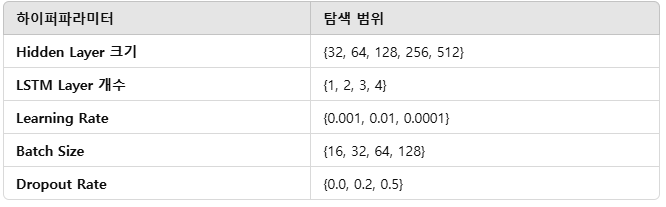 하이퍼파라미터 탐색 범위
Hidden Layer 크기 {32, 64, 128, 256, 512}
LSTM Layer 개수 {1, 2, 3, 4}
Learning Rate {0.001, 0.01, 0.0001}
Batch Size {16, 32, 64, 128}
Dropout Rate {0.0, 0.2, 0.5}